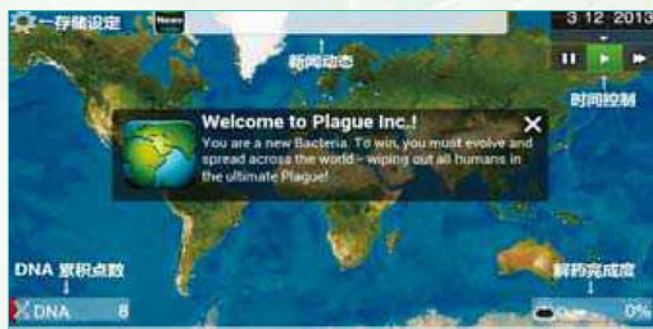 存储设定
News
3 12 2013
新闻动态
时间控制
Welcome to Plague Inc.!
You are a new Bacteria. To win, you must evolve and
spread across the world - wiping out all humans in
the ultimate Plague!
DNA 累积点数
解药完成度
DNA 8
0%